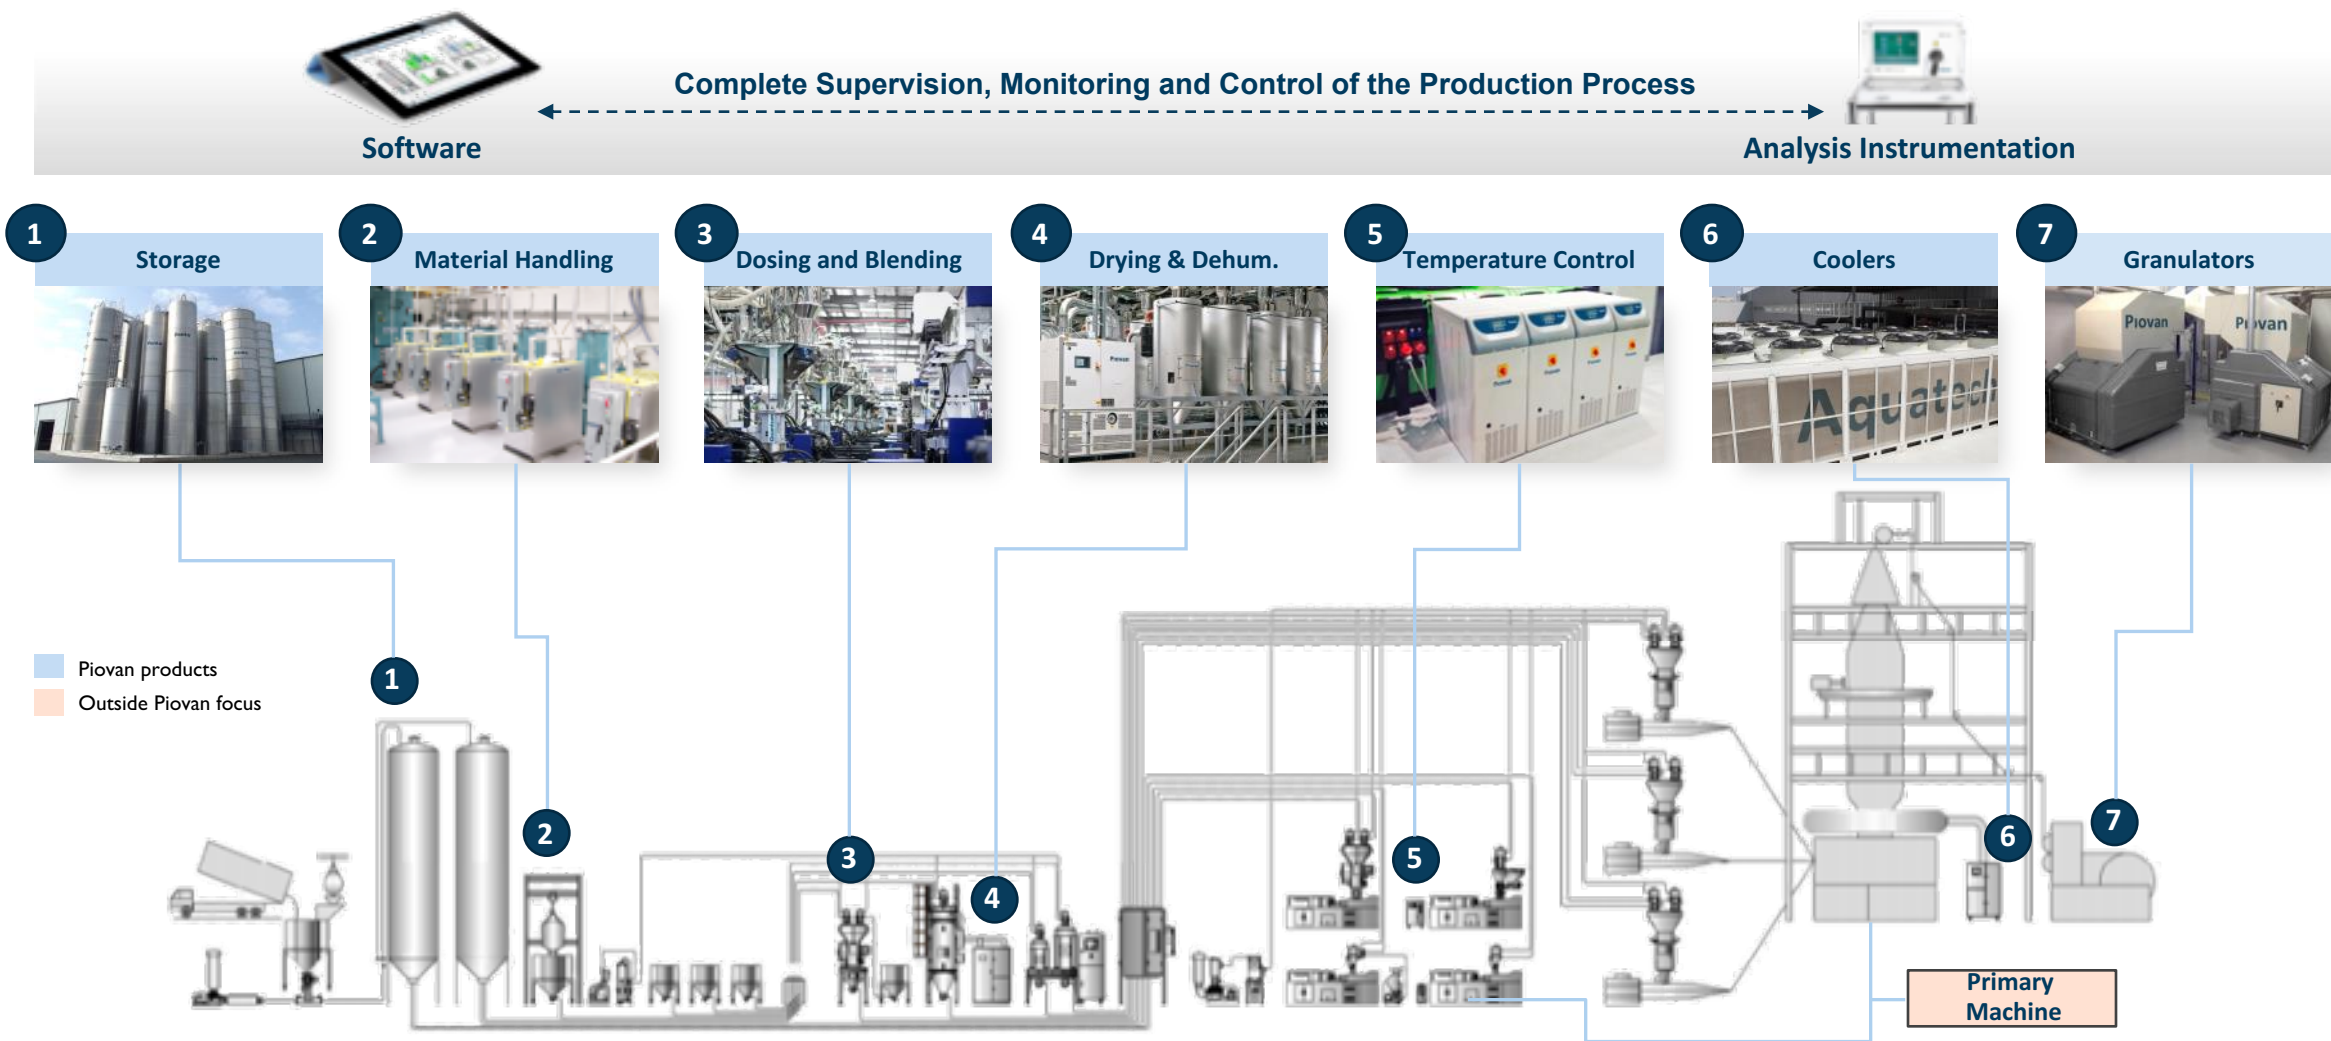 Complete Supervision, Monitoring and Control of the Production Process
Software
Analysis Instrumentation
1
Storage
2
Material Handling
3
Dosing and Blending
4
Drying & Dehum.
5
Temperature Control
6
Coolers
7
Granulators
Piovan
Aquatech
Piovan
Piovan
Piovan products
Outside Piovan focus
1
2
3
4
5
6
7
Primary
Machine